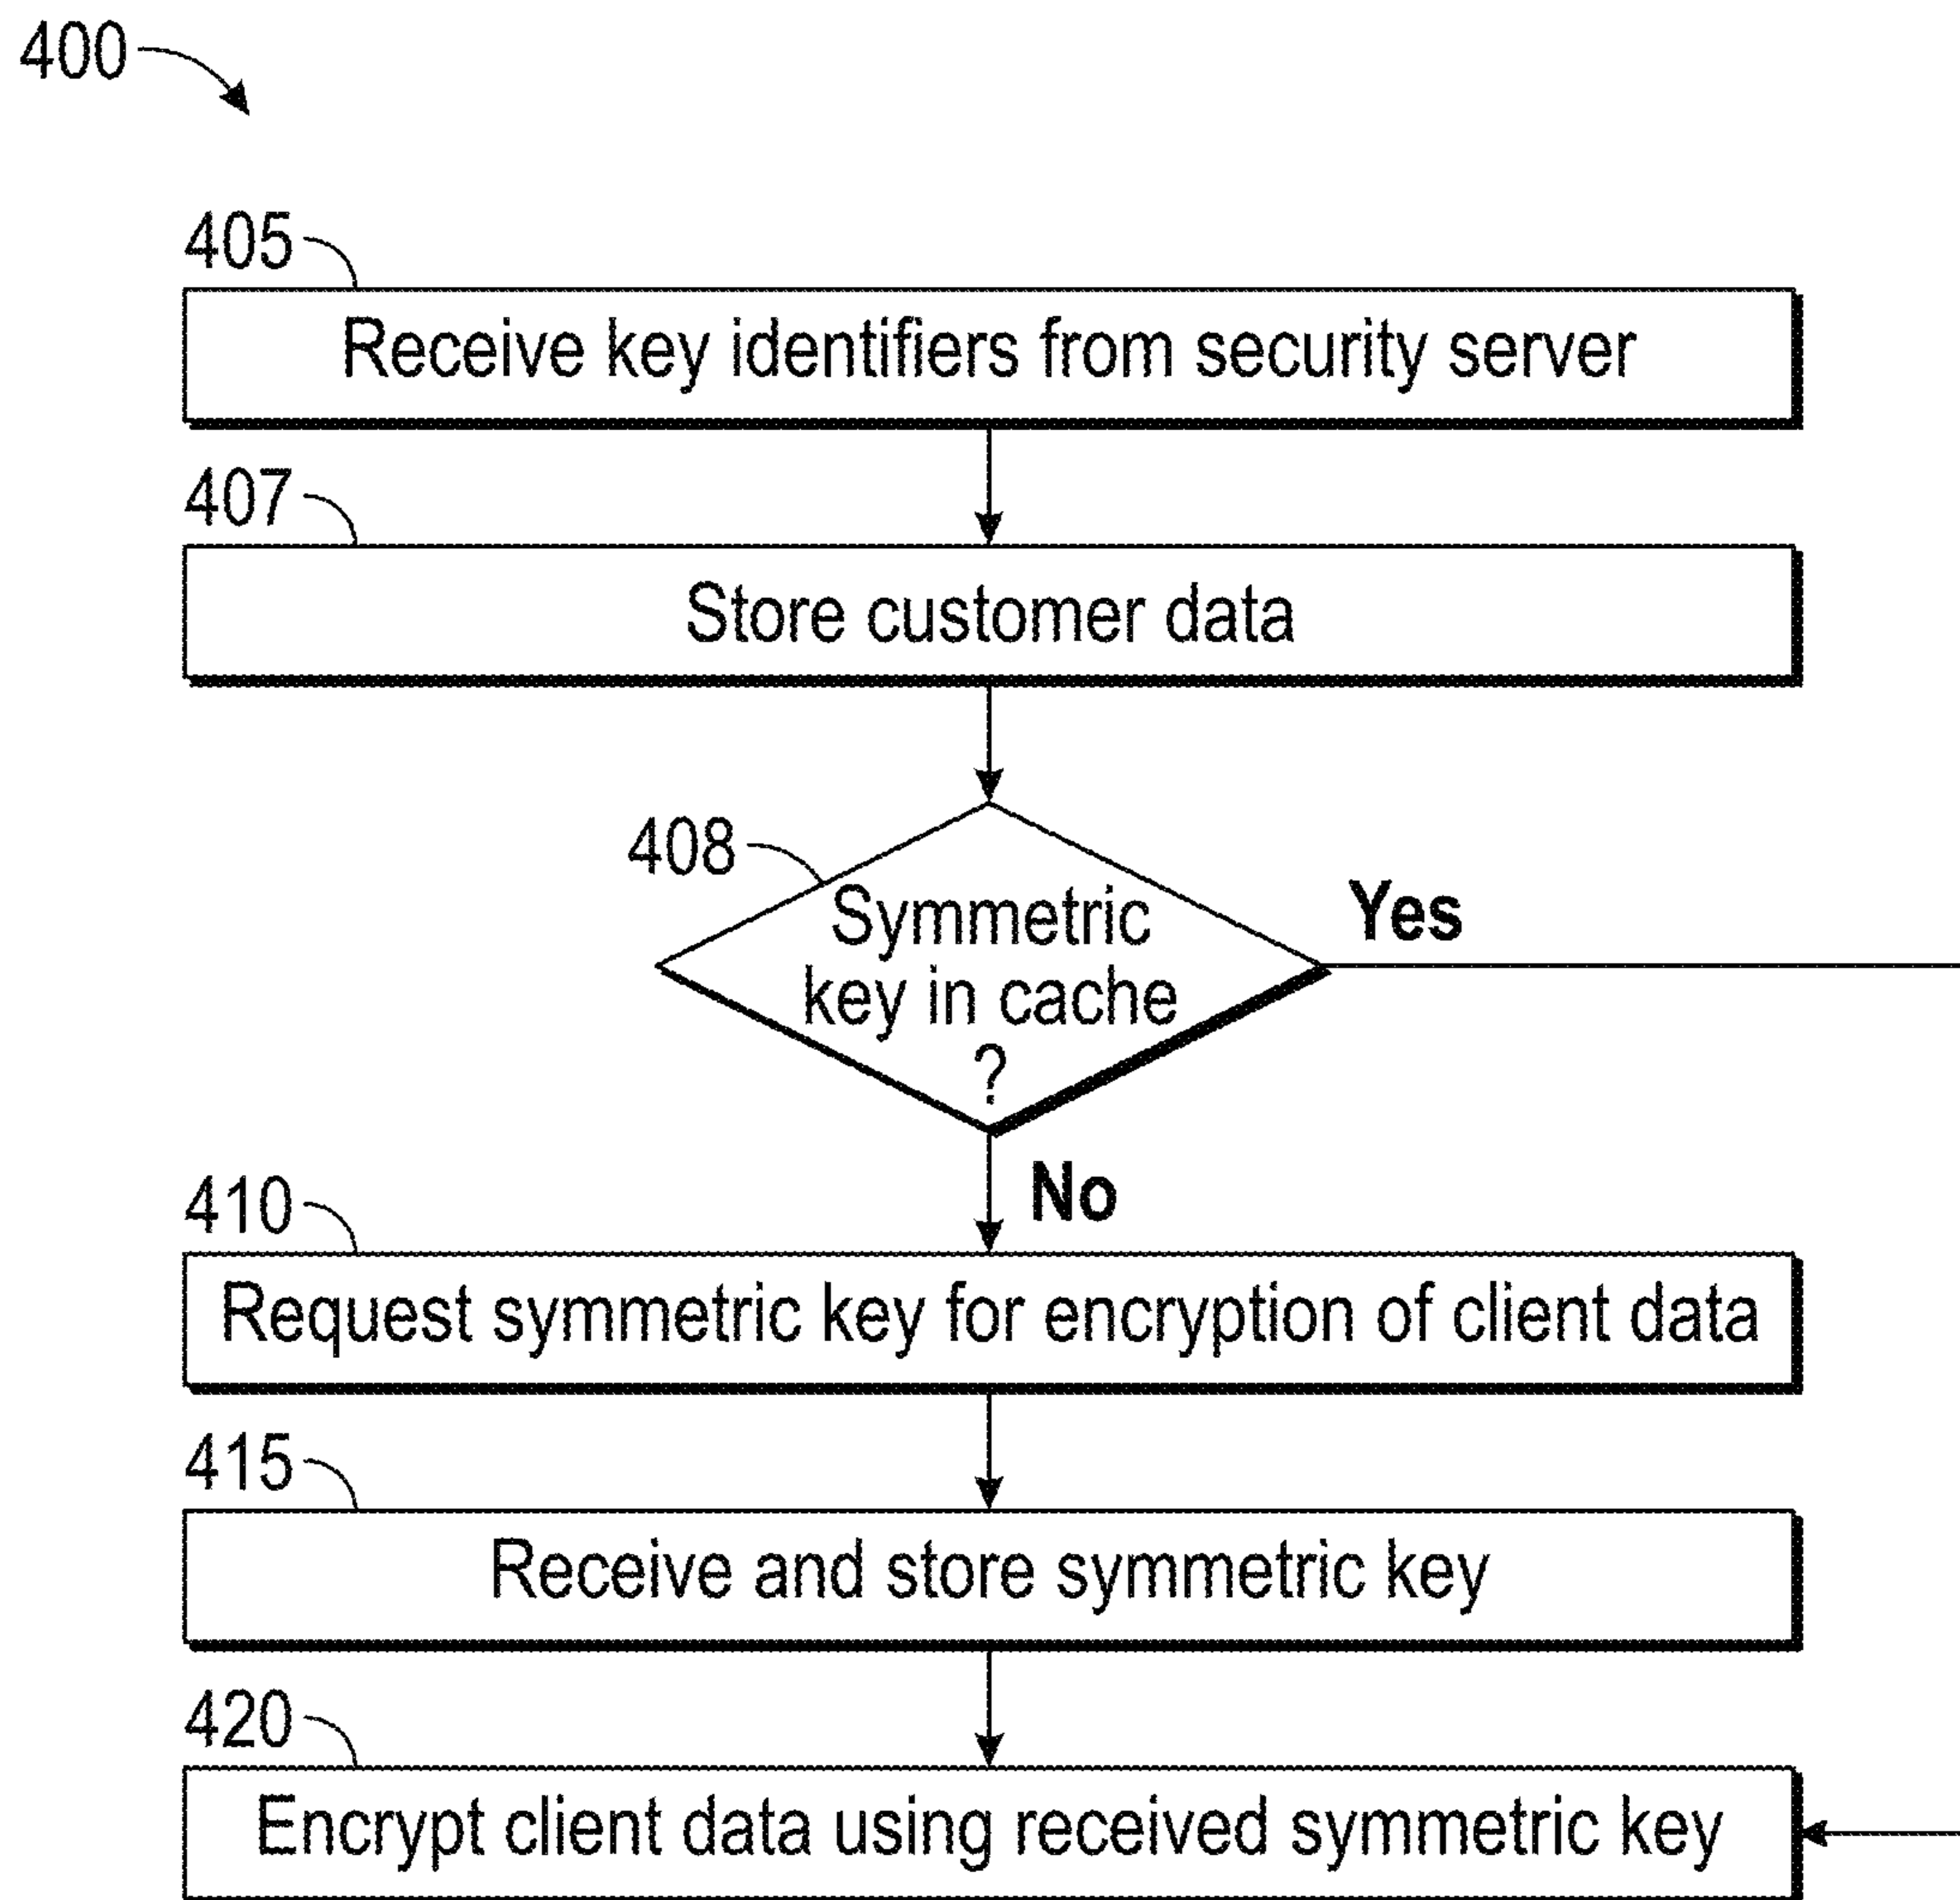 400
405
Receive key identifiers from security server
407
Store customer data
408
Symmetric
key in cache
?
Yes
No
410
Request symmetric key for encryption of client data
415
Receive and store symmetric key
420
Encrypt client data using received symmetric key